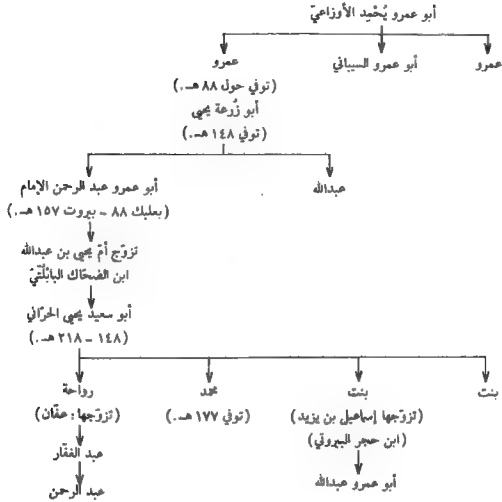 أبو عمرو يُحْمِد الأوزاعيّ
عمرو
أبو عمرو السيباني
عمرو
(توفي حول ٨٨ هـ.)
أبو زُرعة يحيى
(توفي ١٤٨ هـ.)
عبدالله
أبو عمرو عبد الرحمن الإمام
(بعلبك ٨٨ – بيروت ١٥٧ هـ.)
تزوّج أمّ يحيى بن عبدالله
ابن الضحّاك البابْلُتّيّ
أبو سعيد يحيى الحرّاني
(١٤٨ – ٢١٨ هـ.)
بنت
بنت
محمد
رواحة
(تزوّجها إسماعيل بن يزيد)
(توفي ١٧٧ هـ.)
(تزوّجها: عفّان)
(ابن حجر البيروتي)
عبد الغفّار
أبو عمرو عبدالله
عبد الرحمن